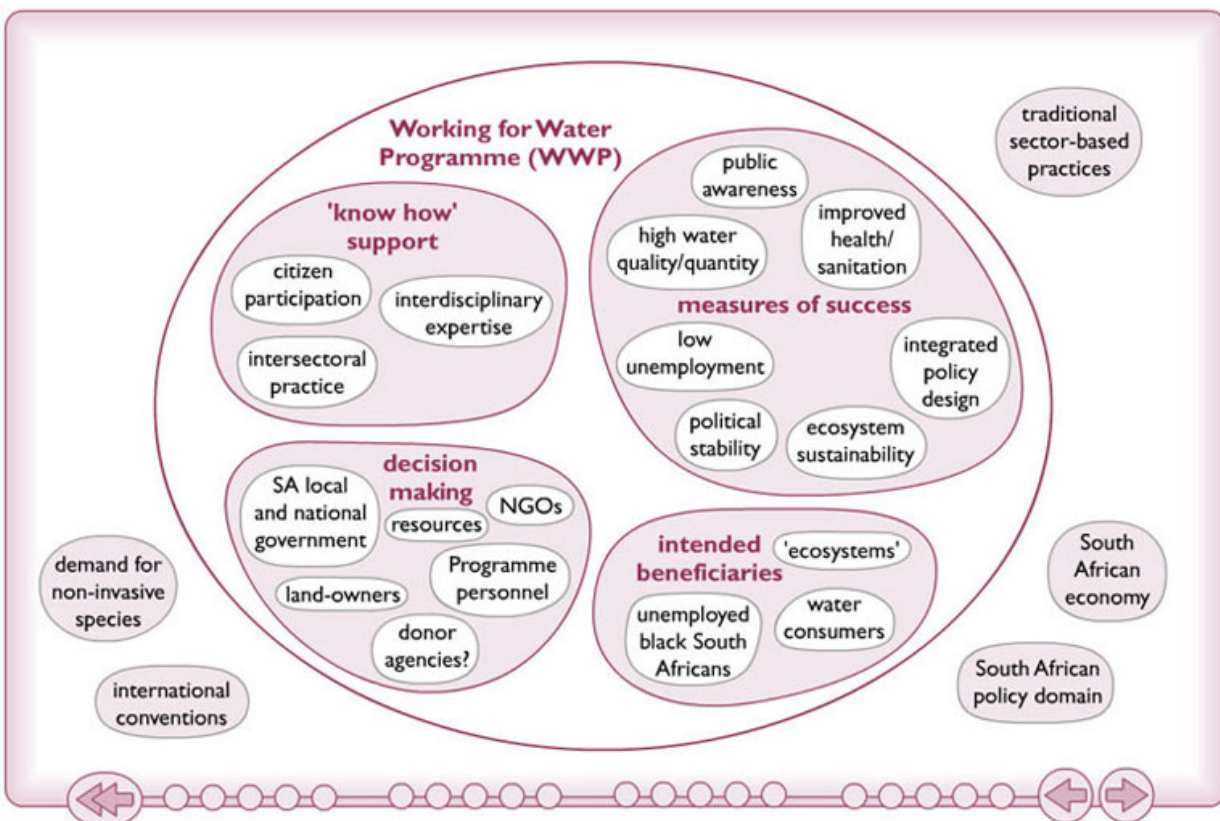 Working for Water
Programme (WWP)
'know how'
support
citizen
participation
interdisciplinary
expertise
intersectoral
practice
public
awareness
high water
quality/quantity
improved
health/
sanitation
measures of success
low
unemployment
integrated
policy
design
political
stability
ecosystem
sustainability
decision
making
SA local
and national
government
resources
NGOs
land-owners
Programme
personnel
donor
agencies?
intended
beneficiaries
'ecosystems'
unemployed
black South
Africans
water
consumers
traditional
sector-based
practices
demand for
non-invasive
species
international
conventions
South
African
economy
South African
policy domain